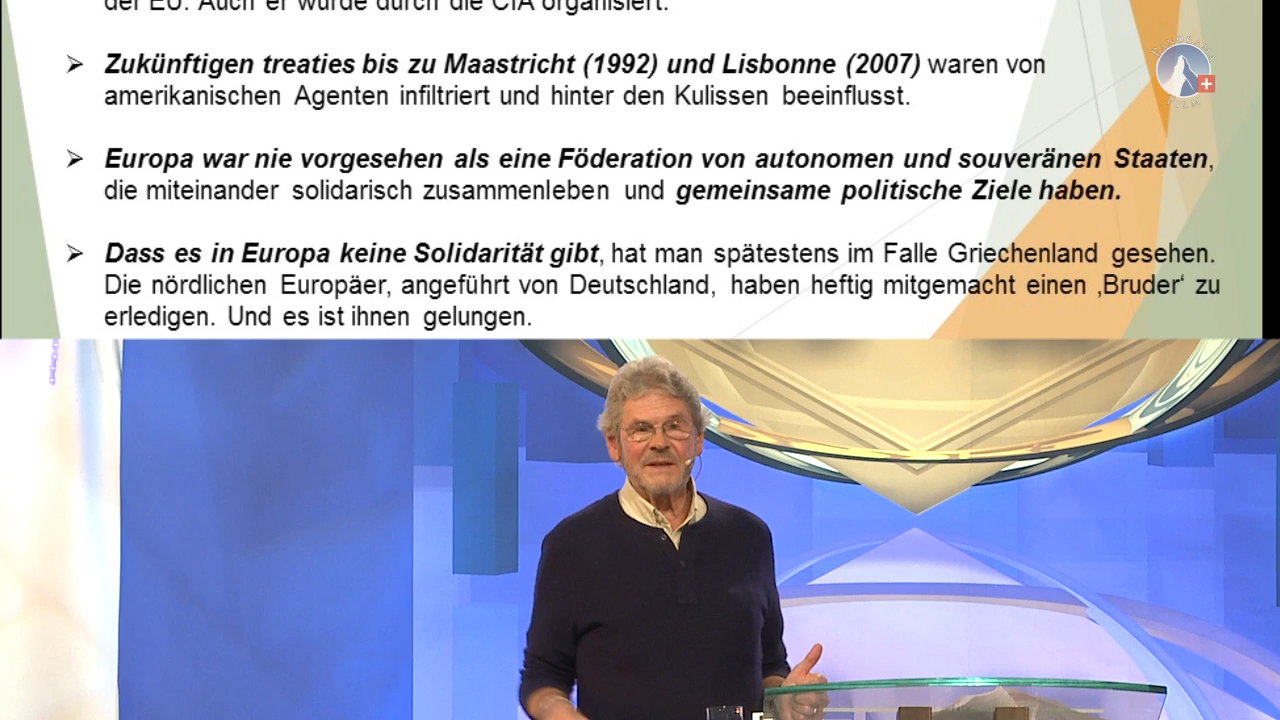 der EU. Auch er wurde durch die CIA organisiert.
Zukünftigen treaties bis zu Maastricht (1992) und Lisbonne (2007) waren von
amerikanischen Agenten infiltriert und hinter den Kulissen beeinflusst.
Europa war nie vorgesehen als eine Föderation von autonomen und souveränen Staaten,
die miteinander solidarisch zusammenleben und gemeinsame politische Ziele haben.
Dass es in Europa keine Solidarität gibt, hat man spätestens im Falle Griechenland gesehen.
Die nördlichen Europäer, angeführt von Deutschland, haben heftig mitgemacht einen ‚Bruder‘ zu
erledigen. Und es ist ihnen gelungen.
PANORAMA
FILM